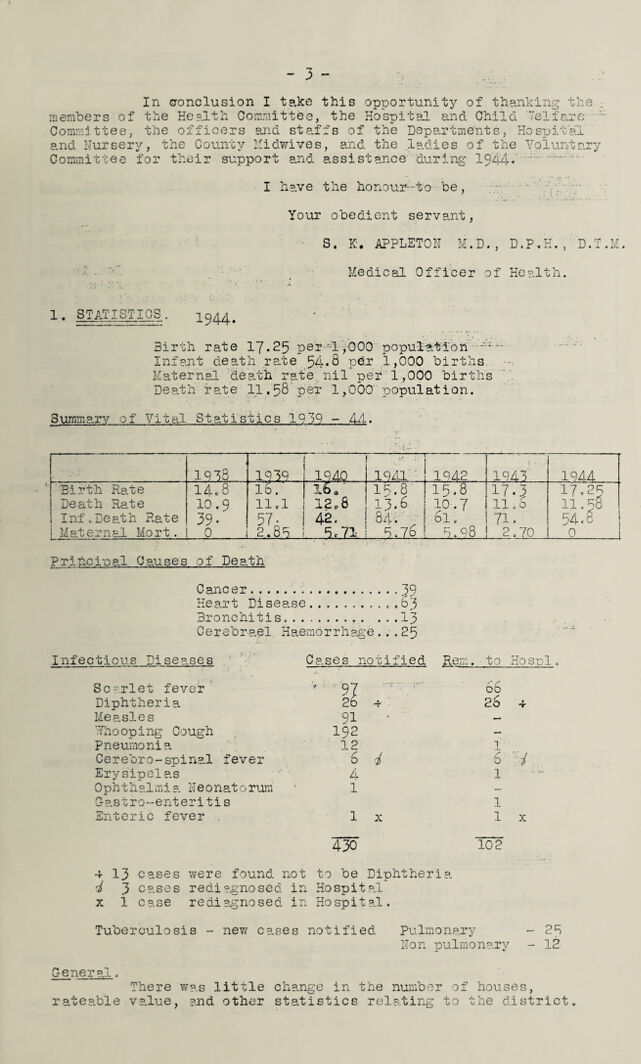 - 3 -
In conclusion I take this opportunity of thanking the
members of the Health Committee, the Hospital and Child Welfare
Committee, the officers and staffs of the Departments, Hospital
and Nursery, the County Midwives, and the ladies of the Voluntary
Committee for their support and assistance during 1944.
I have the honour to be,
Your obedient servant,
S. K. APPLETON M.D., D.P.H., D.T.M.
Medical Officer of Health.
1. STATISTICS. 1944.
Birth rate 17.25 per 1,000 population
Infant death rate 54.8 per 1,000 births
Maternal death rate nil per 1,000 births
Death rate 11.58 per 1,000 population.
Summary of Vital Statistics 1939 - 44.
1938 1939 1940 1941 1942 1943 1944
Birth Rate 14.8 16. 16. 15.8 15.8 17.3 17.25
Death Rate 10.9 11.1 12.8 13.6 10.7 11.6 11.58
Inf.Death Rate 39. 57. 42. 84. 61. 71. 54.8
Maternal Mort. 0 2.85 5.71 5.76 5.98 2.70 0
Principal Causes of Death
Cancer..................39
Heart Disease...........63
Bronchitis..............13
Cerebrael Haemorrhage...25
Infectious Diseases Cases notified Rem. to Hospl.
Scarlet fever 97 66
Diphtheria 26 + 26 +
Measles 91 -
Whooping Cough 192 -
Pneumonia 12 1
Cerebro-spinal fever 6 ∮ 6 ∮
Erysipelas 4 1
Ophthalmia Neonatorum 1 -
Gastro-enteritis 1
Enteric fever . 1 x 1 x
430 102
+ 13 cases were found not to be Diphtheria
∮ 3 cases rediagnosed in Hospital
x 1 case rediagnosed in Hospital.
Tuberculosis - new cases notified Pulmonary - 25
Non pulmonary - 12
General.
There was little change in the number of houses,
rateable value, and other statistics relating to the district.